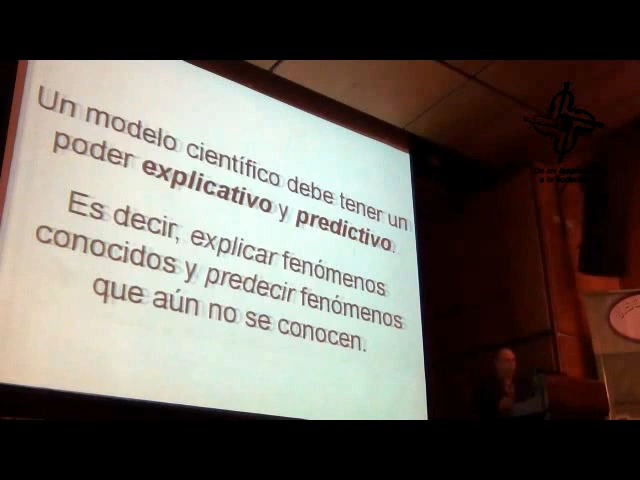 Un modelo científico debe tener un
poder explicativo y predictivo.
Es decir, explicar fenómenos
conocidos y predecir fenómenos
que aún no se conocen.